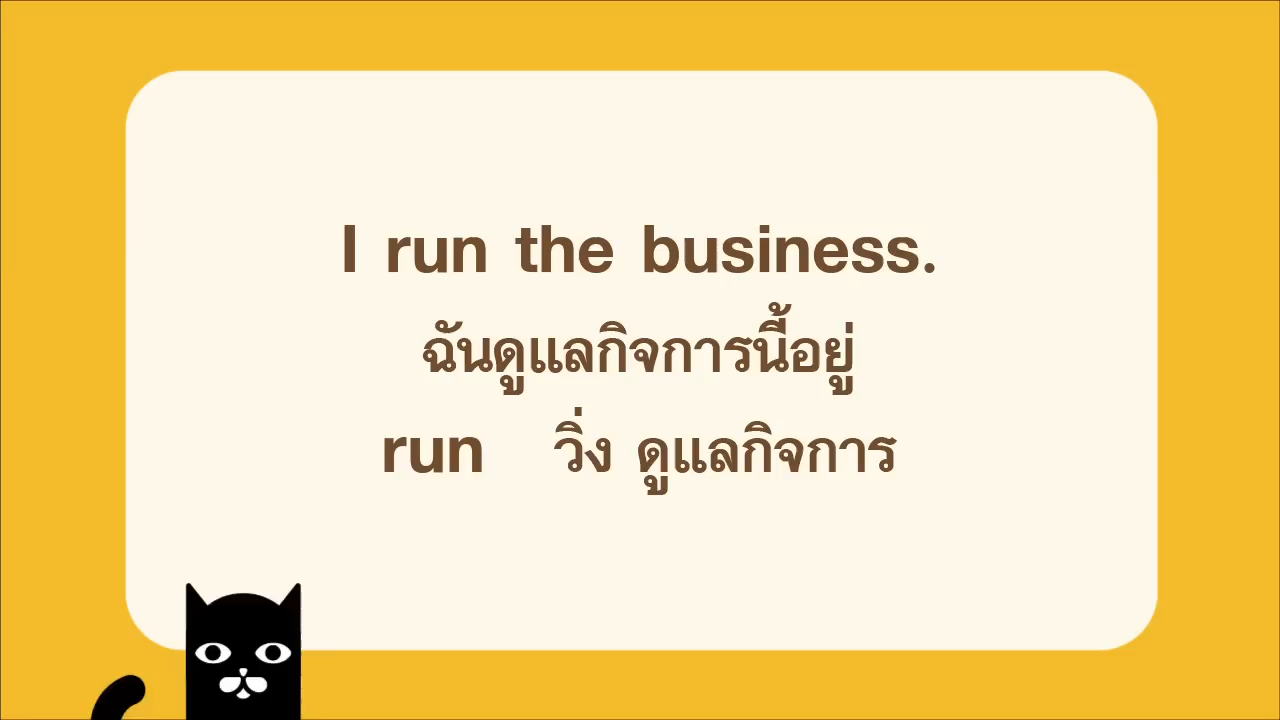 I run the business.
ฉันดูแลกิจการนี้อยู่
run วิ่ง ดูแลกิจการ